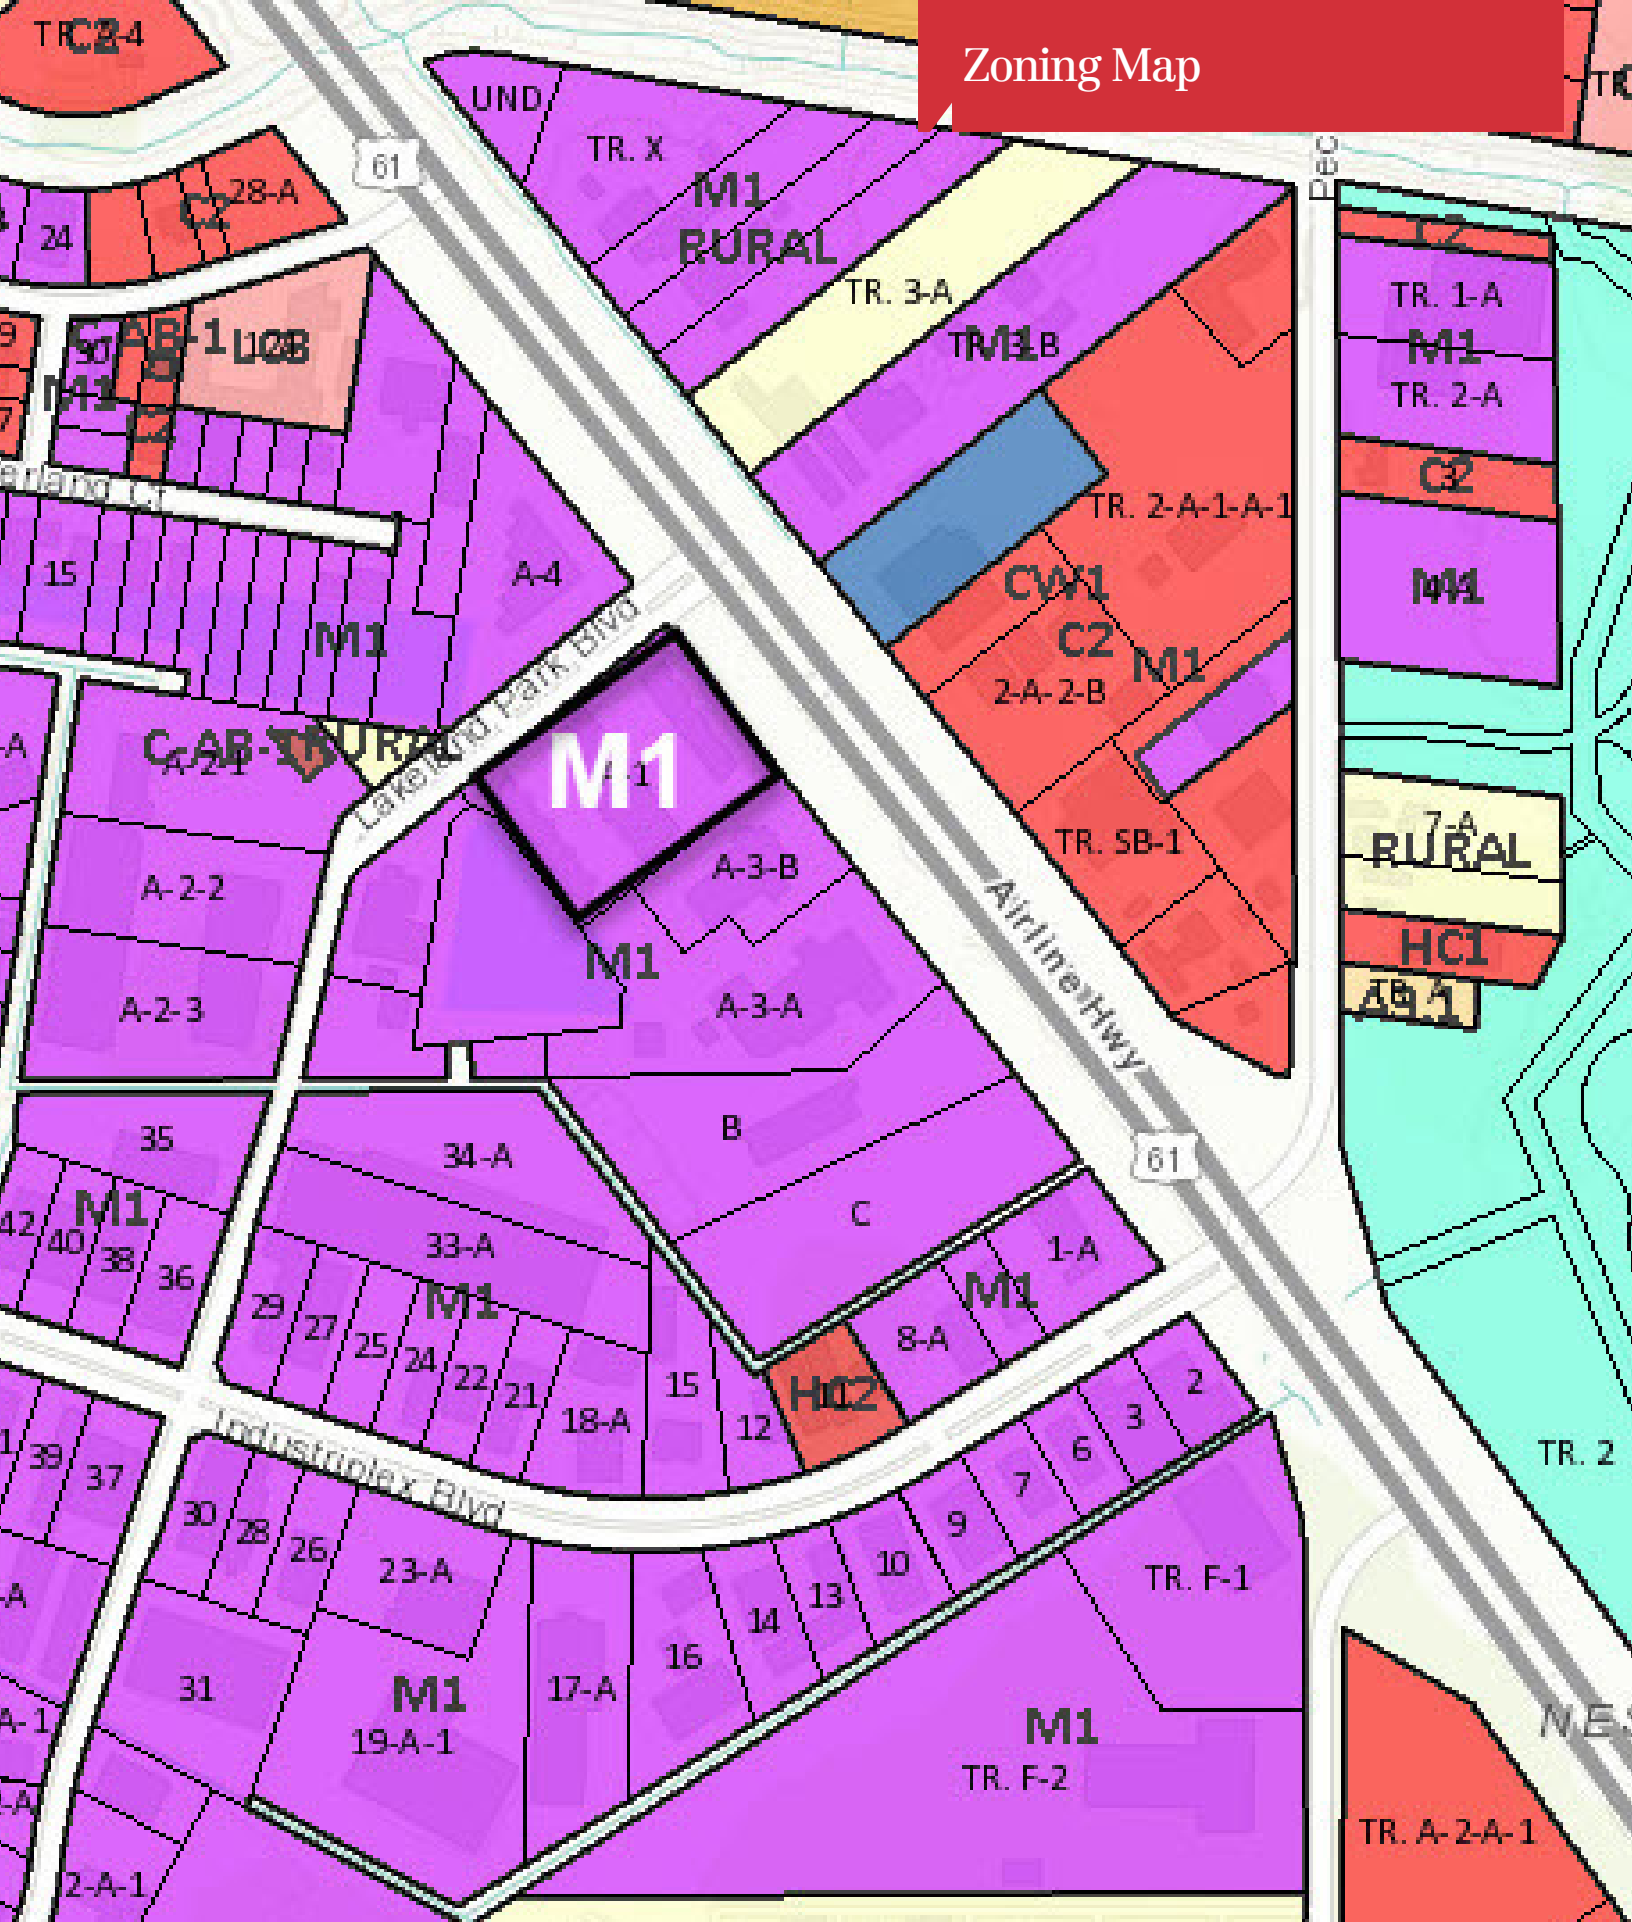 Zoning Map
C2
UND
TR. X
M1
RURAL
61
28-A
C2
24
TR. 3-A
M1
TR. 1-A
M1
TR. 2-A
C2
M1
15
A-4
M1
TR. 2-A-1-A-1
CW1
C2
M1
2-A-2-B
Lakeland Park Blvd
M1
A-3-B
TR. SB-1
7-A
RURAL
HC1
A-2-2
M1
A-3-A
A-2-3
Airline Hwy
B
35
34-A
61
C
M1
42
40
38
36
33-A
M1
1-A
M1
8-A
29
27
25
24
22
21
18-A
15
12
HC2
2
3
6
7
9
10
13
14
16
39
37
Industriplex Blvd
30
28
26
23-A
TR. F-1
TR. 2
31
M1
19-A-1
17-A
M1
TR. F-2
TR. A-2-A-1
2-A-1